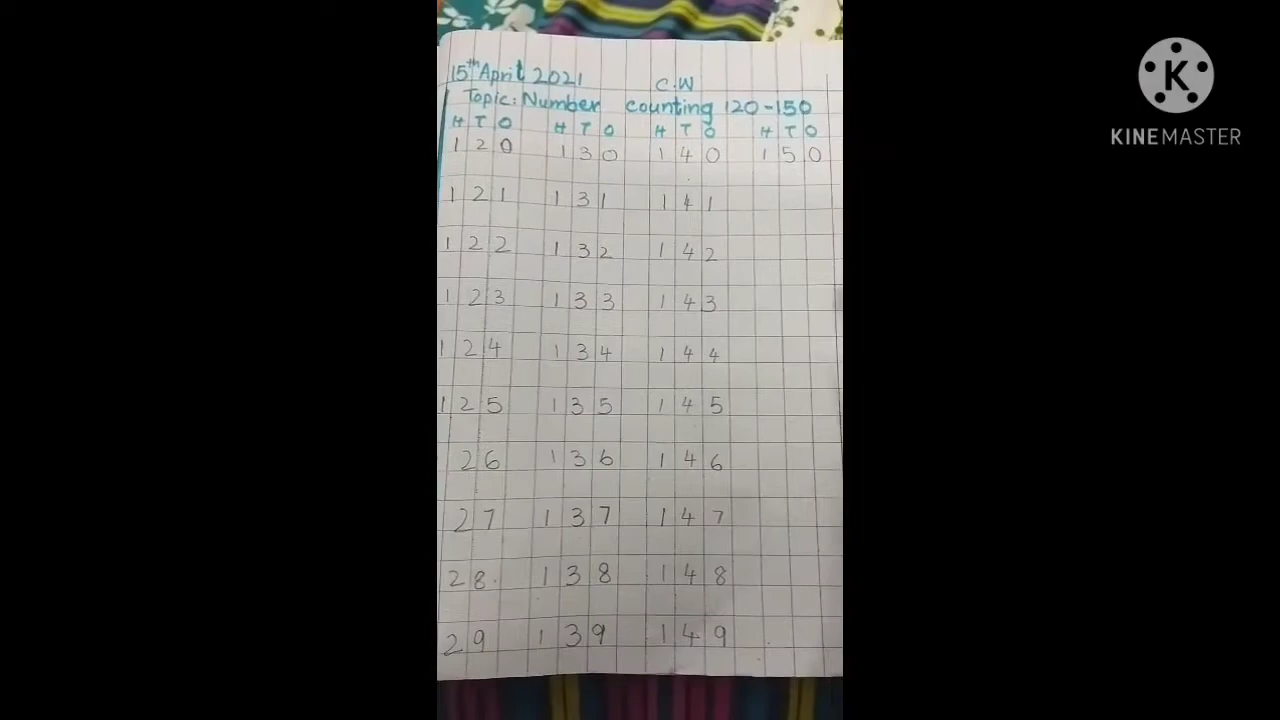 15th April 2021 C.W
Topic: Number counting 120-150
H T O H T O H T O H T O
1 2 0 1 3 0 1 4 0 1 5 0
1 2 1 1 3 1 1 4 1
1 2 2 1 3 2 1 4 2
1 2 3 1 3 3 1 4 3
1 2 4 1 3 4 1 4 4
1 2 5 1 3 5 1 4 5
2 6 1 3 6 1 4 6
2 7 1 3 7 1 4 7
2 8 1 3 8 1 4 8
2 9 1 3 9 1 4 9
K
KINEMASTER